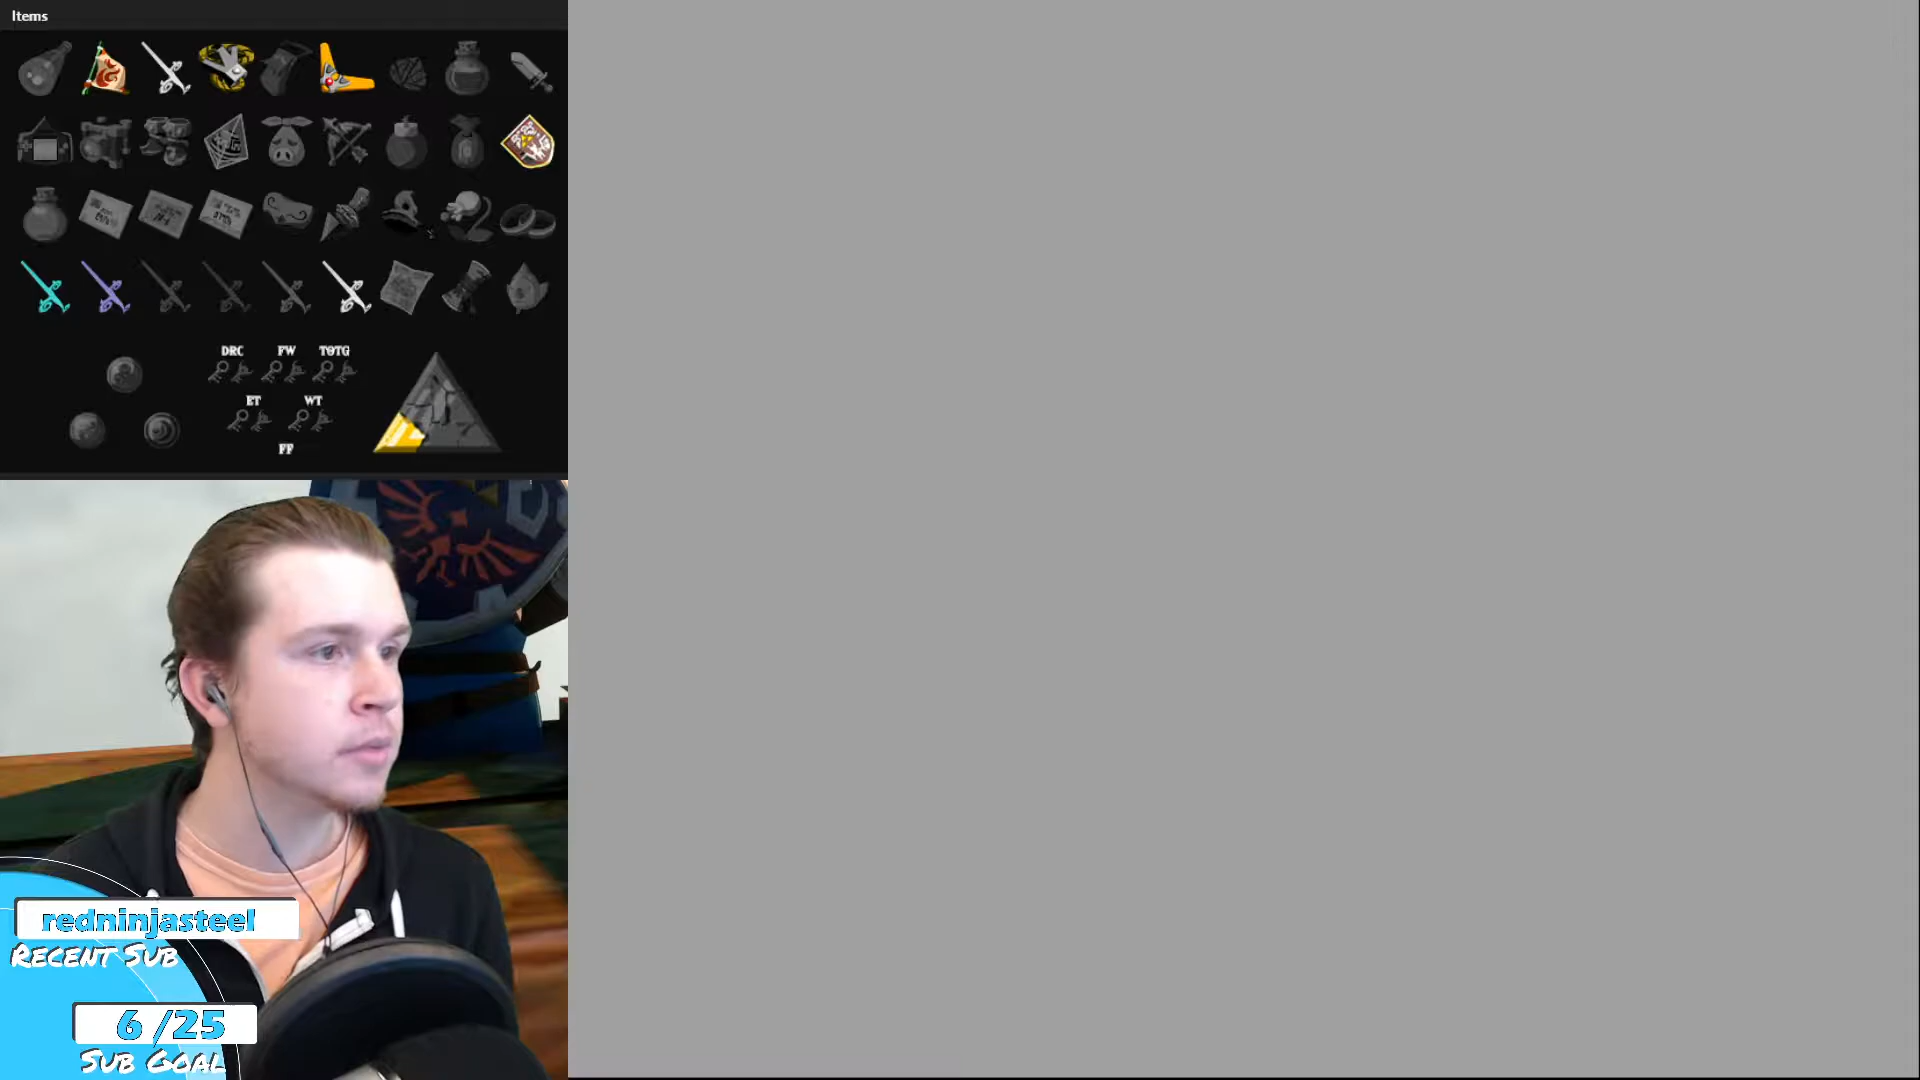 Items
DRC FW TOTG
ET WT
FF
redninjasteel
RECENT SUB
6 /25
SUB GOAL